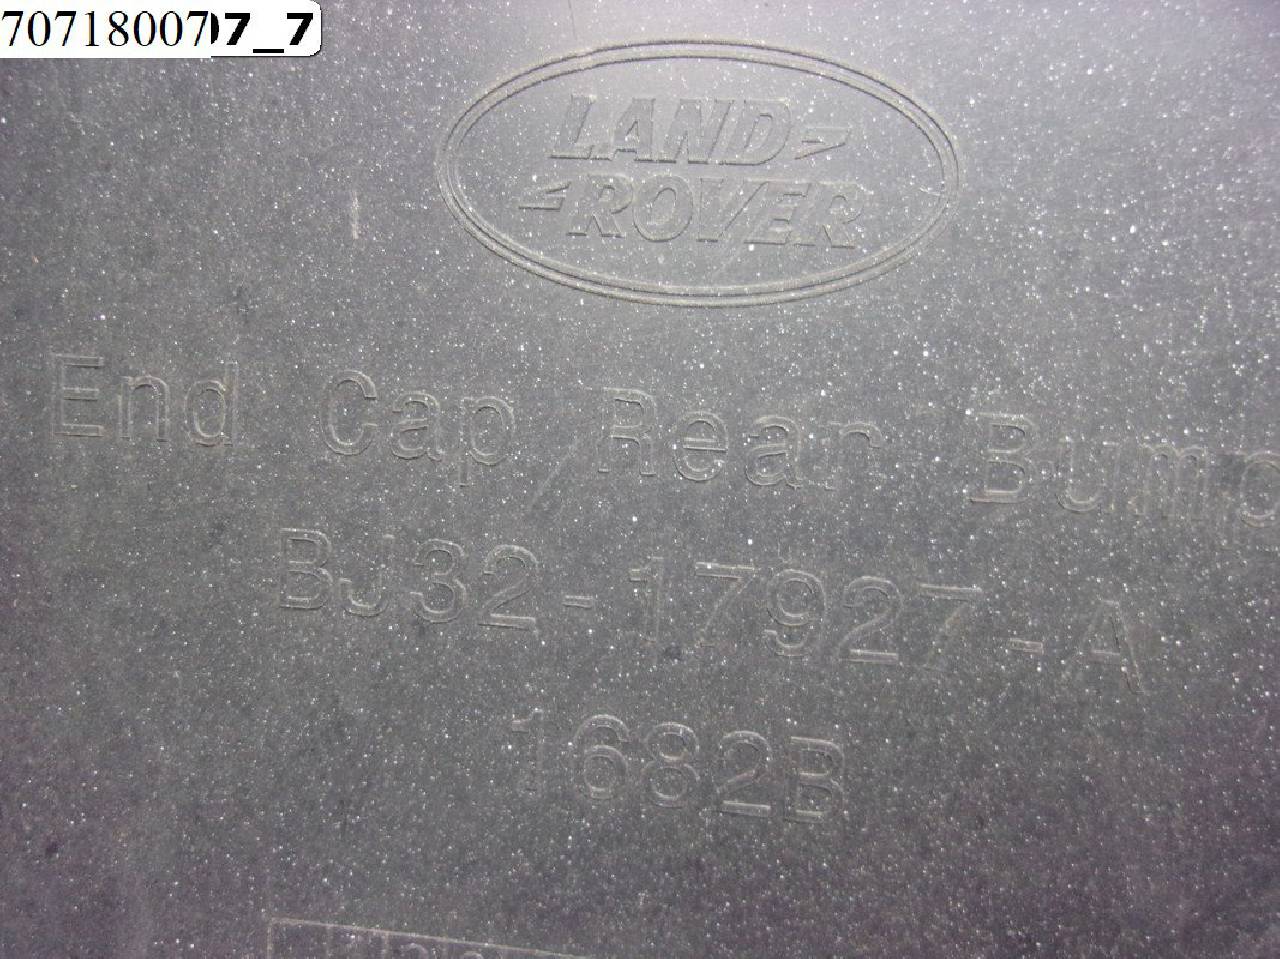 707180077_7
LAND
ROVER
End Cap Rear Bump
BJ32-17927-A
1682B